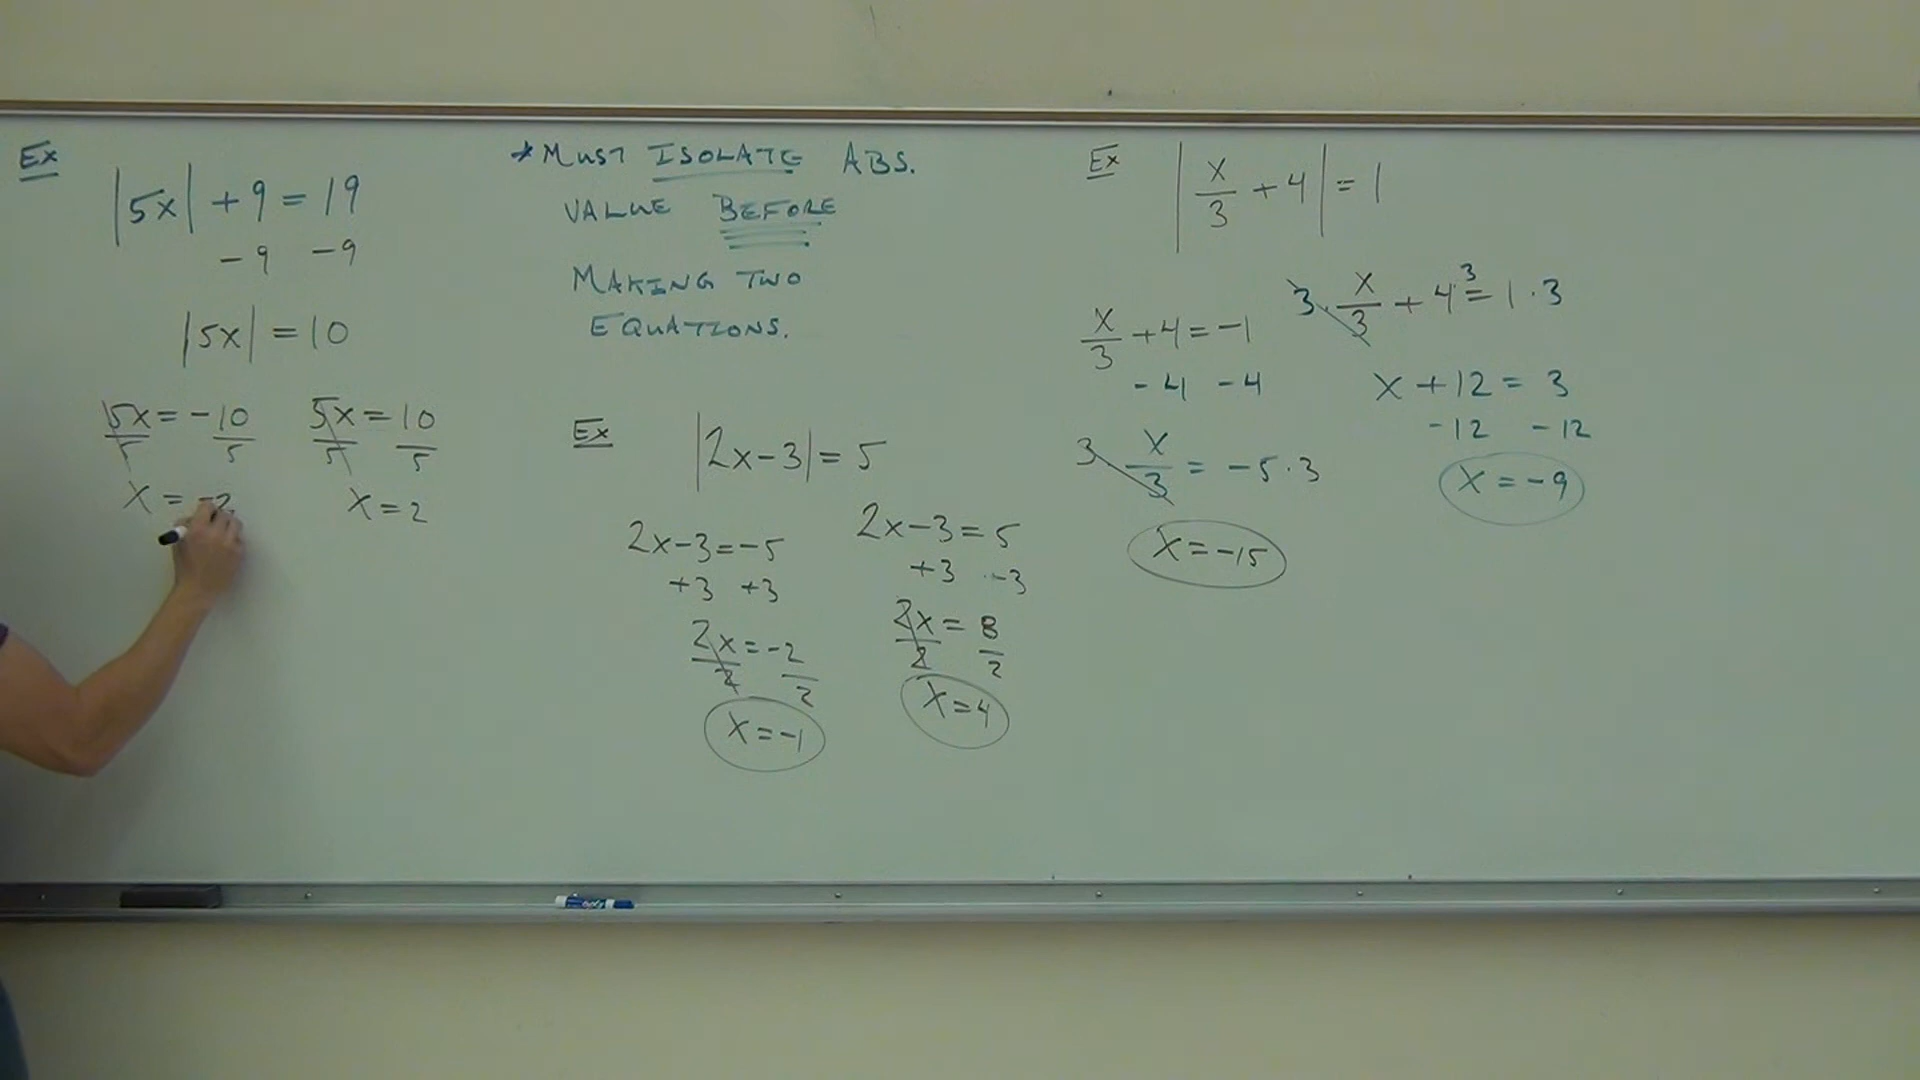 Ex
|5x| + 9 = 19
-9 -9
|5x| = 10
5x = -10
5 5
x = -2
5x = 10
5 5
x = 2
* MUST ISOLATE ABS.
VALUE BEFORE
MAKING TWO
EQUATIONS.
Ex
|2x-3| = 5
2x-3 = -5
+3 +3
2x = -2
2 2
x = -1
2x-3 = 5
+3 -3
2x = 8
2 2
x = 4
Ex
|x/3 + 4| = 1
x/3 + 4 = -1
-4 -4
3 · x/3 = -5 · 3
x = -15
3 · x/3 + 4 · 3 = 1 · 3
x + 12 = 3
-12 -12
x = -9